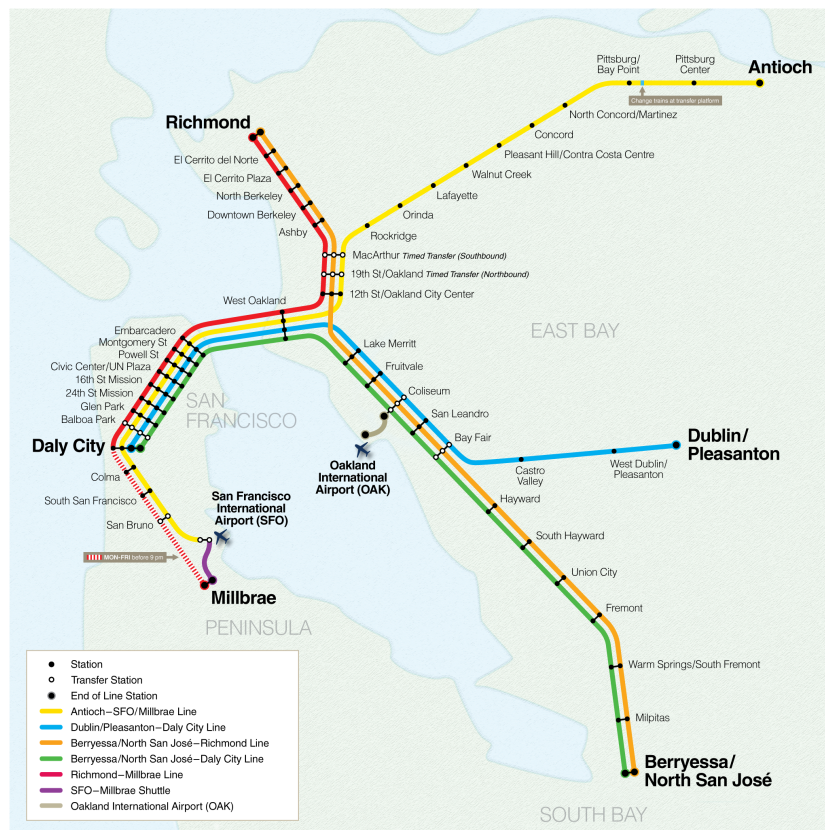 Pittsburg/
Bay Point
Pittsburg
Center
Antioch
Change trains at transfer platform
North Concord/Martinez
Concord
Pleasant Hill/Contra Costa Centre
Walnut Creek
Lafayette
Orinda
Rockridge
Richmond
El Cerrito del Norte
El Cerrito Plaza
North Berkeley
Downtown Berkeley
Ashby
MacArthur Timed Transfer (Southbound)
19th St/Oakland Timed Transfer (Northbound)
12th St/Oakland City Center
West Oakland
EAST BAY
Embarcadero
Montgomery St
Powell St
Civic Center/UN Plaza
16th St Mission
24th St Mission
Glen Park
Balboa Park
Daly City
SAN
FRANCISCO
Lake Merritt
Fruitvale
Coliseum
San Leandro
Bay Fair
Oakland
International
Airport (OAK)
Castro
Valley
West Dublin/
Pleasanton
Dublin/
Pleasanton
Colma
South San Francisco
San Bruno
San Francisco
International
Airport (SFO)
MON-FRI before 9 pm
Millbrae
PENINSULA
Hayward
South Hayward
Union City
Fremont
Warm Springs/South Fremont
Milpitas
Berryessa/
North San José
SOUTH BAY
Station
Transfer Station
End of Line Station
Antioch–SFO/Millbrae Line
Dublin/Pleasanton–Daly City Line
Berryessa/North San José–Richmond Line
Berryessa/North San José–Daly City Line
Richmond–Millbrae Line
SFO–Millbrae Shuttle
Oakland International Airport (OAK)